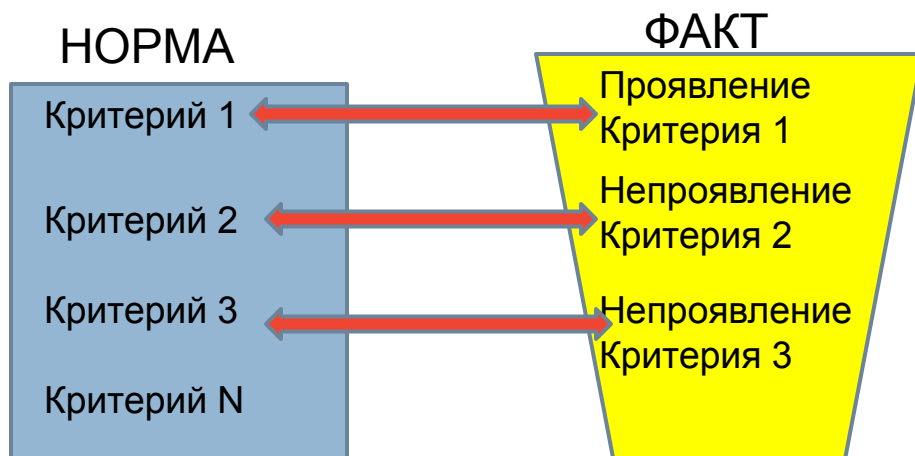 НОРМА
Критерий 1
Критерий 2
Критерий 3
Критерий N
ФАКТ
Проявление
Критерия 1
Непроявление
Критерия 2
Непроявление
Критерия 3